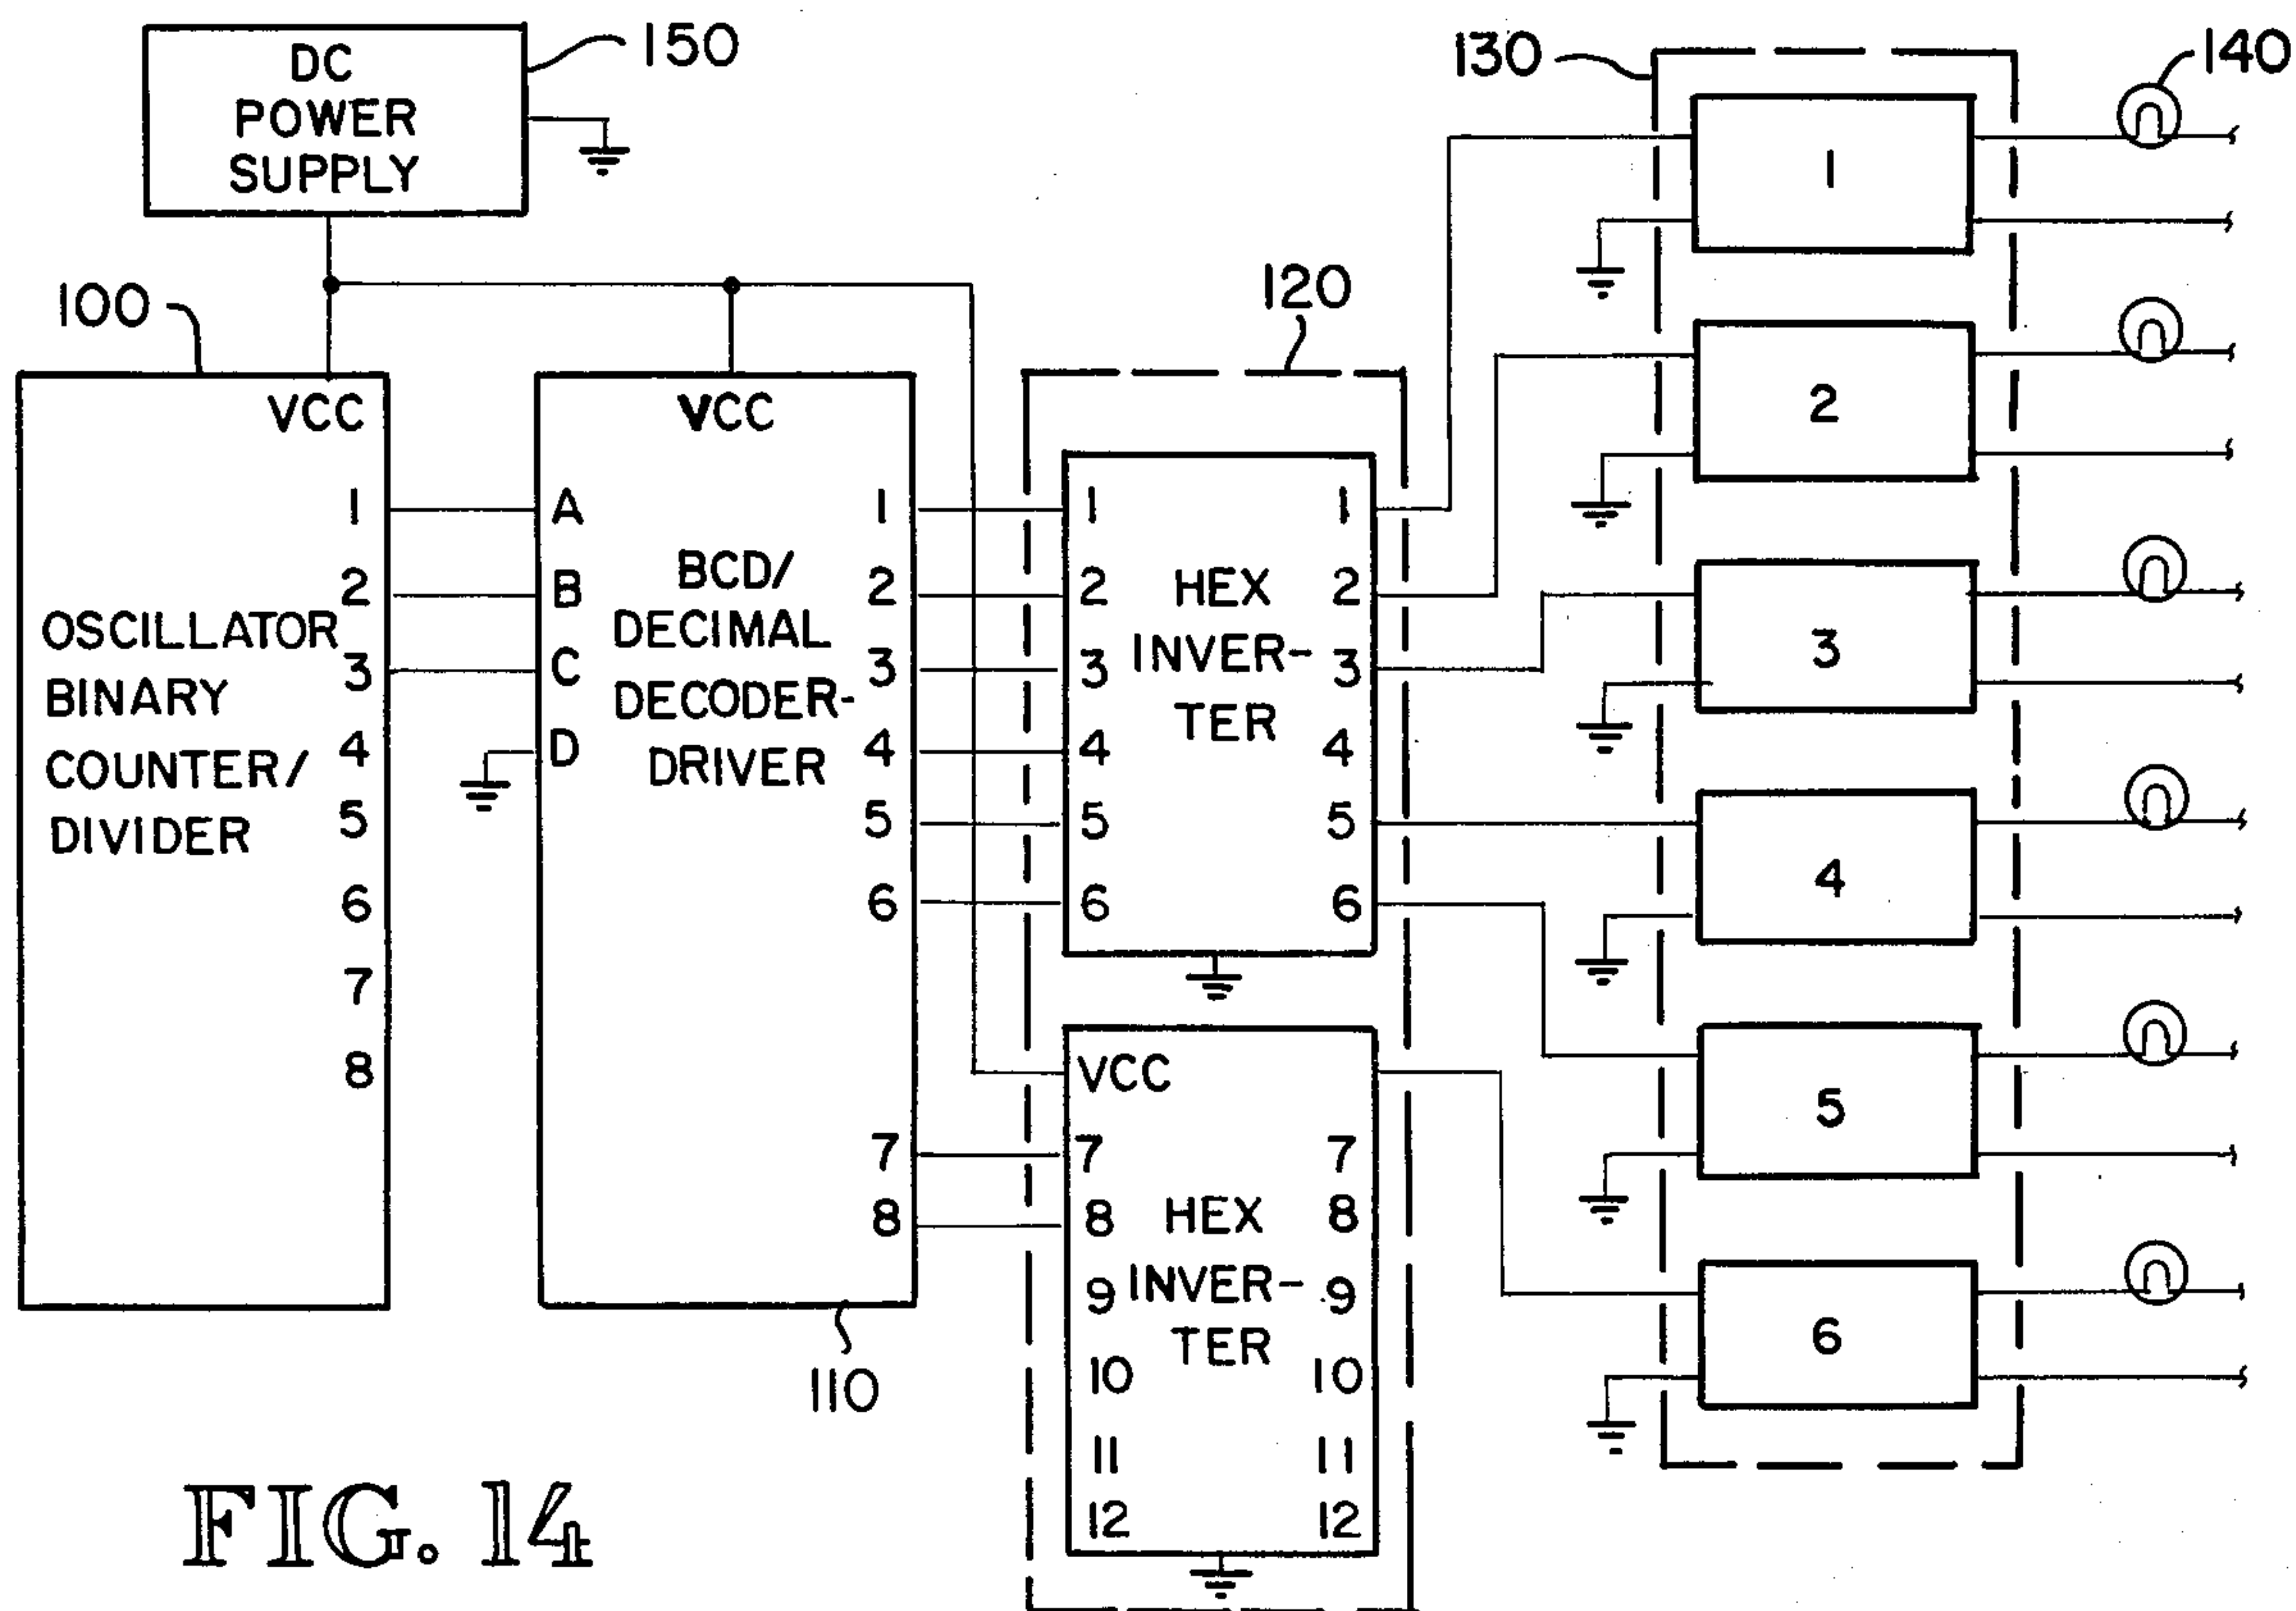 DC
POWER
SUPPLY
150
130
140
100
120
VCC
1
2
3
4
5
6
7
8
OSCILLATOR
BINARY
COUNTER/
DIVIDER
VCC
A
B
C
D
BCD/
DECIMAL
DECODER-
DRIVER
1
2
3
4
5
6
7
8
110
1
2
3
4
5
6
HEX
INVER-
TER
1
2
3
4
5
6
VCC
7
8
9
10
11
12
HEX
INVER-
TER
7
8
9
10
11
12
1
2
3
4
5
6
FIG. 14